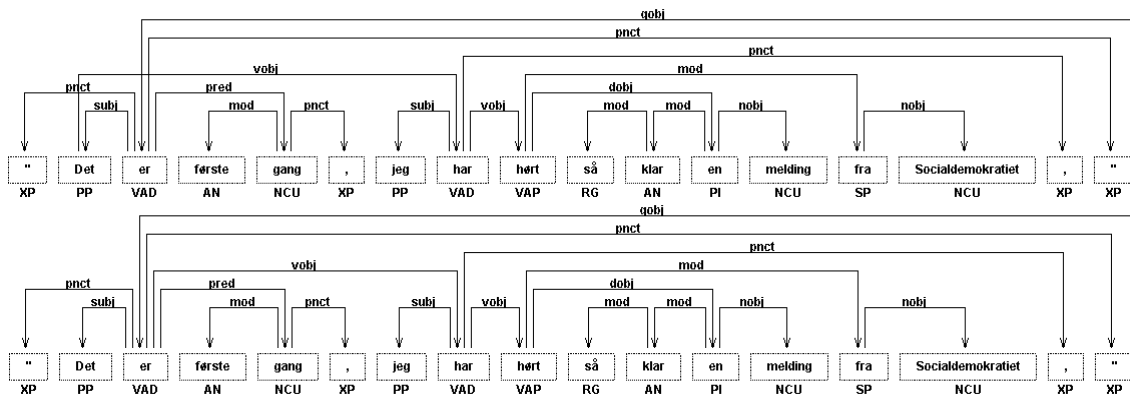 qobj
pnct
pnct
vobj mod
pnct pred dobj
subj mod pnct subj vobj mod mod nobj nobj
" Det er første gang , jeg har hørt så klar en melding fra Socialdemokratiet , "
XP PP VAD AN NCU XP PP VAD VAP RG AN PI NCU SP NCU XP XP
qobj
pnct
pnct
vobj mod
pnct pred dobj
subj mod pnct subj vobj mod mod nobj nobj
" Det er første gang , jeg har hørt så klar en melding fra Socialdemokratiet , "
XP PP VAD AN NCU XP PP VAD VAP RG AN PI NCU SP NCU XP XP